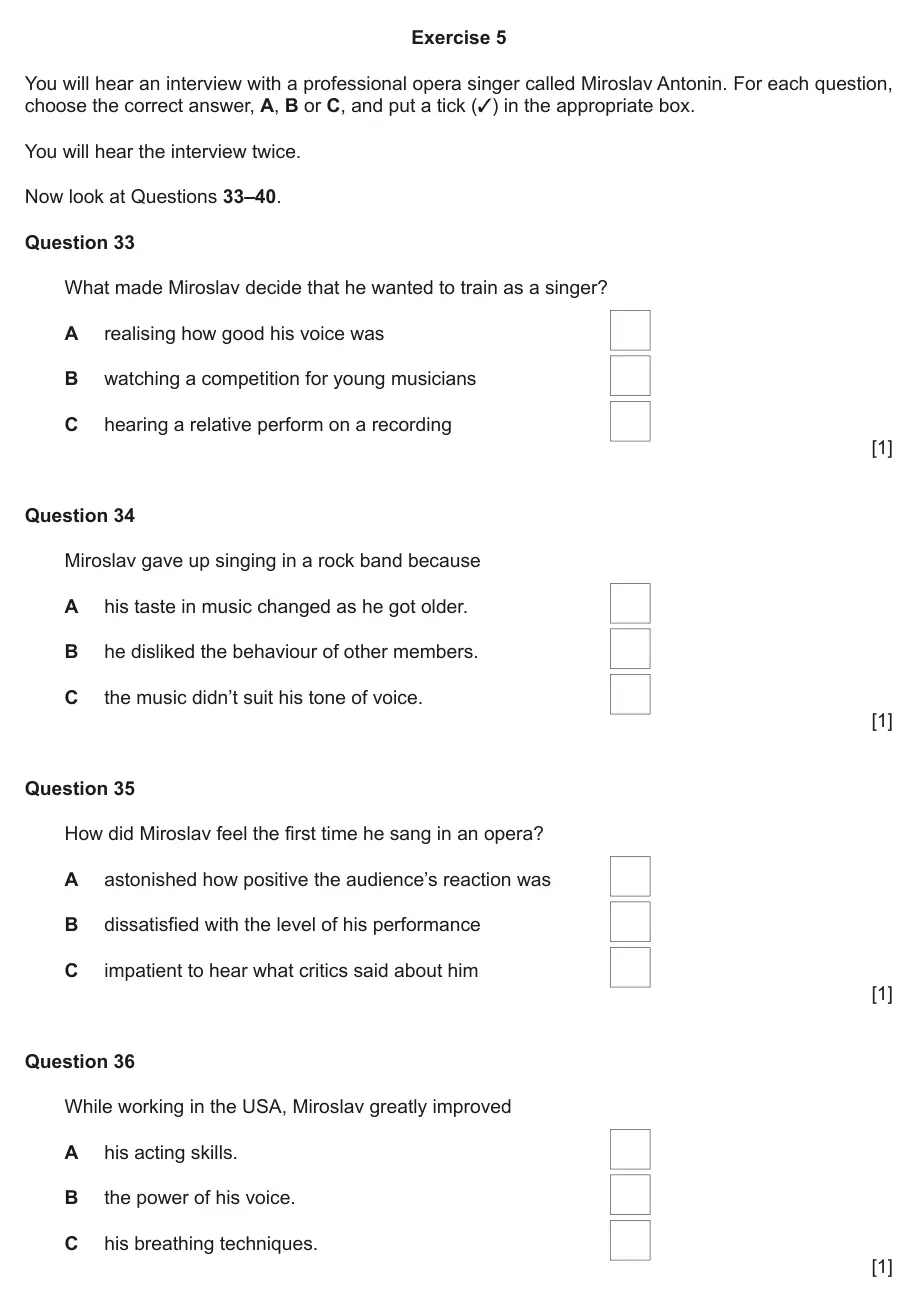 Exercise 5
You will hear an interview with a professional opera singer called Miroslav Antonin. For each question,
choose the correct answer, A, B or C, and put a tick (✓) in the appropriate box.
You will hear the interview twice.
Now look at Questions 33–40.
Question 33
What made Miroslav decide that he wanted to train as a singer?
A realising how good his voice was
B watching a competition for young musicians
C hearing a relative perform on a recording
[1]
Question 34
Miroslav gave up singing in a rock band because
A his taste in music changed as he got older.
B he disliked the behaviour of other members.
C the music didn’t suit his tone of voice.
[1]
Question 35
How did Miroslav feel the first time he sang in an opera?
A astonished how positive the audience’s reaction was
B dissatisfied with the level of his performance
C impatient to hear what critics said about him
[1]
Question 36
While working in the USA, Miroslav greatly improved
A his acting skills.
B the power of his voice.
C his breathing techniques.
[1]